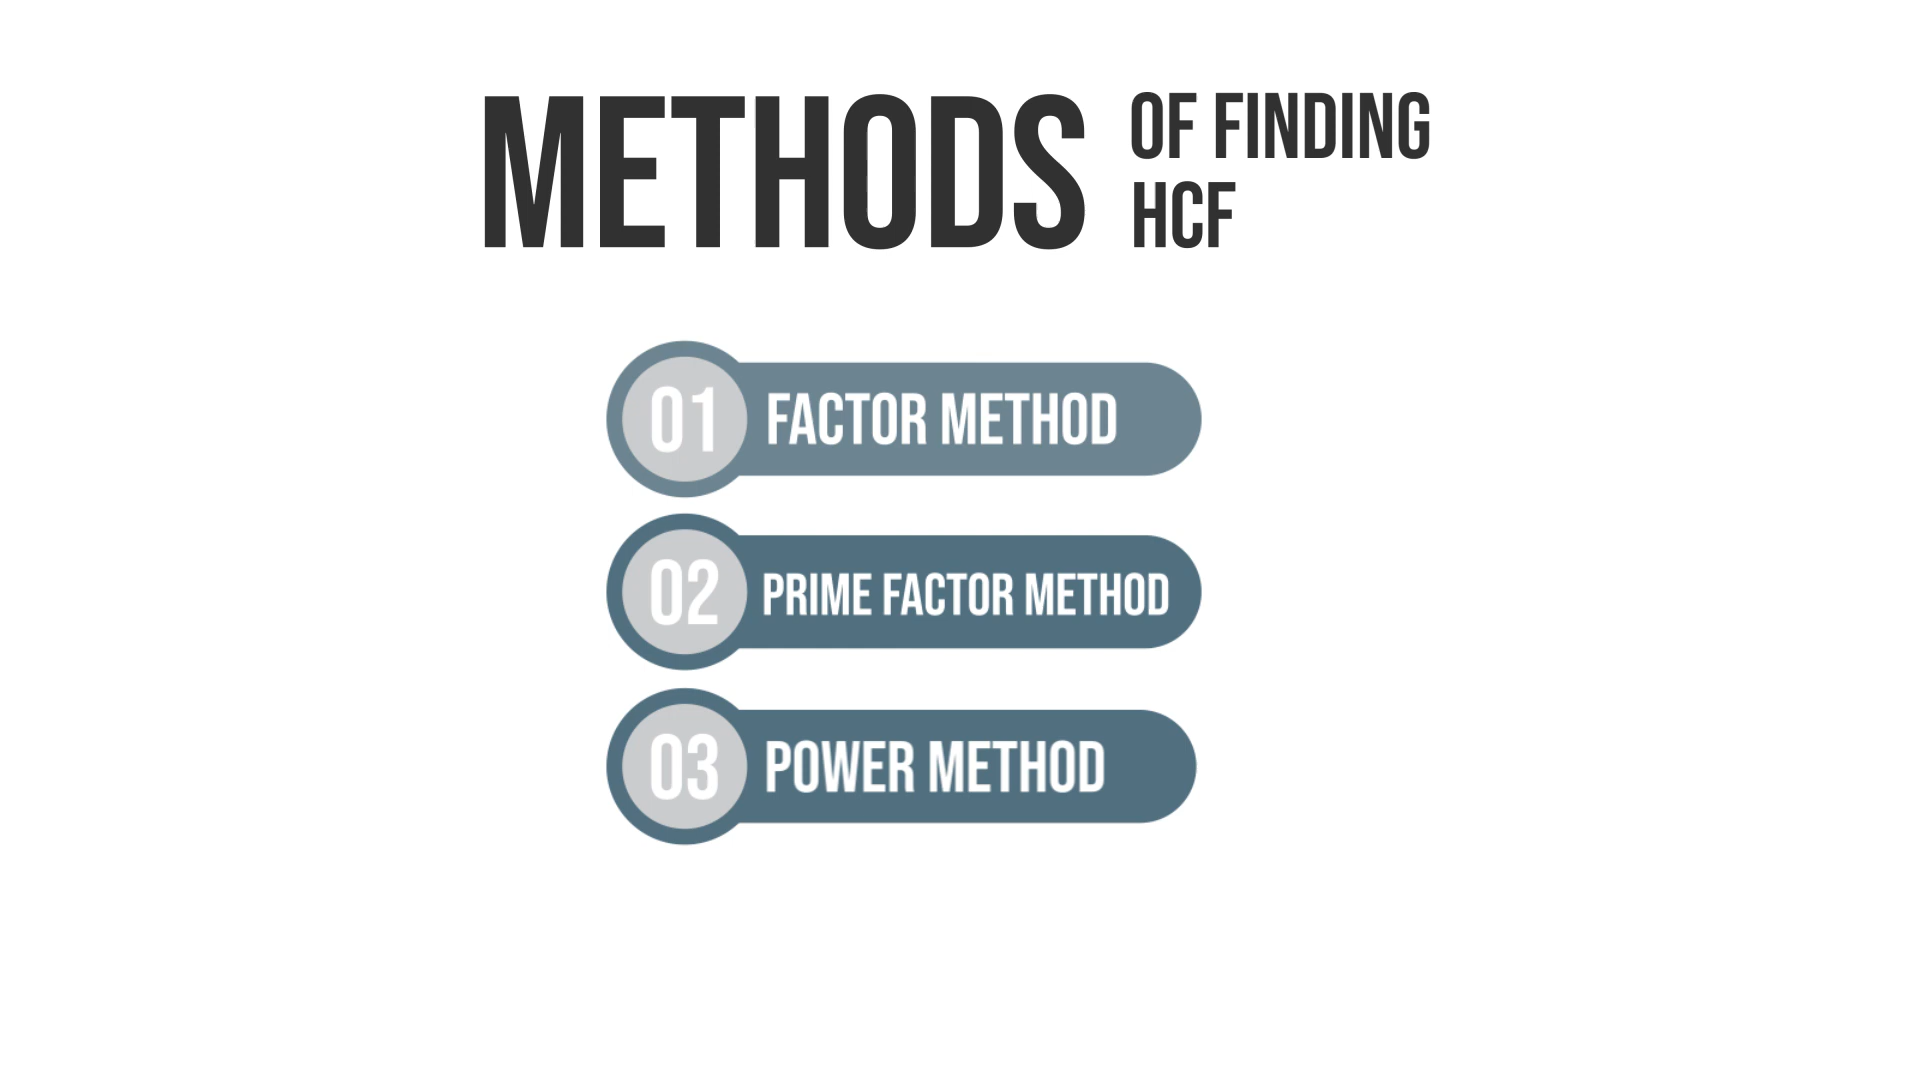 METHODS
OF FINDING
HCF
01 FACTOR METHOD
02 PRIME FACTOR METHOD
03 POWER METHOD